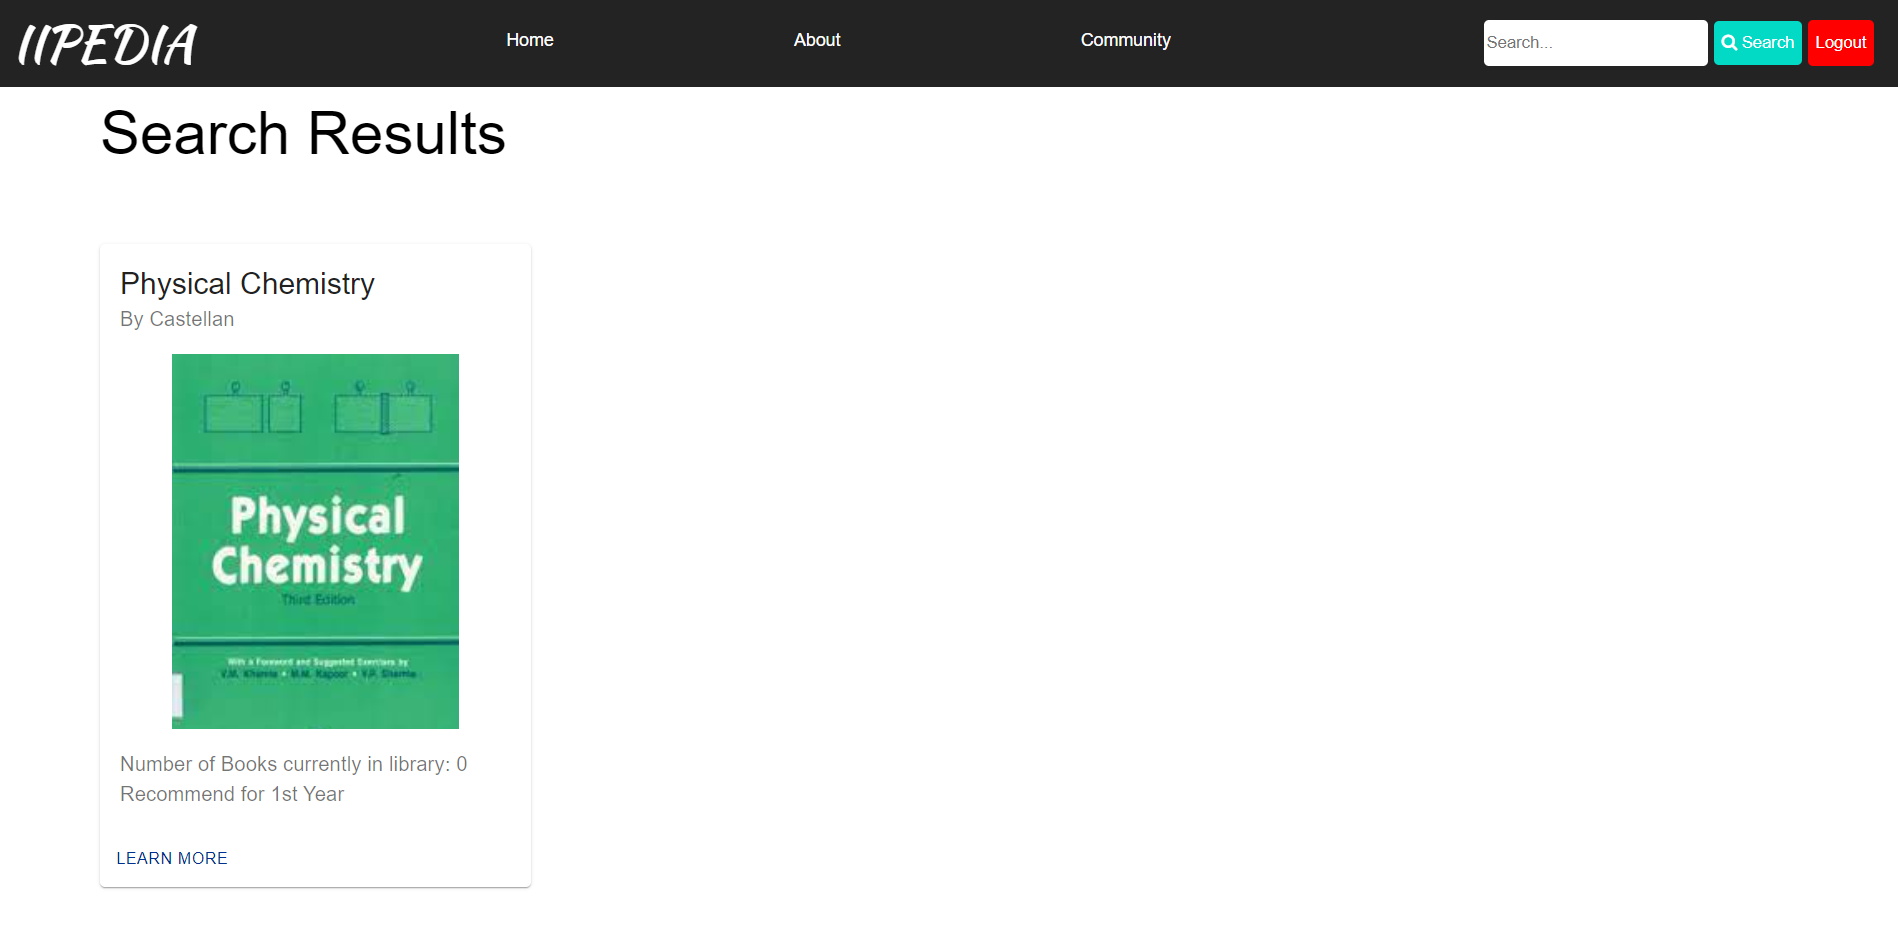 IIPEDIA
Home
About
Community
Search...
Search
Logout
Search Results
Physical Chemistry
By Castellan
Physical
Chemistry
Third Edition
With a Foreword and Suggested Exercises by
V.M. Khanna • M.M. Kapoor • V.P. Sharma
Number of Books currently in library: 0
Recommend for 1st Year
LEARN MORE